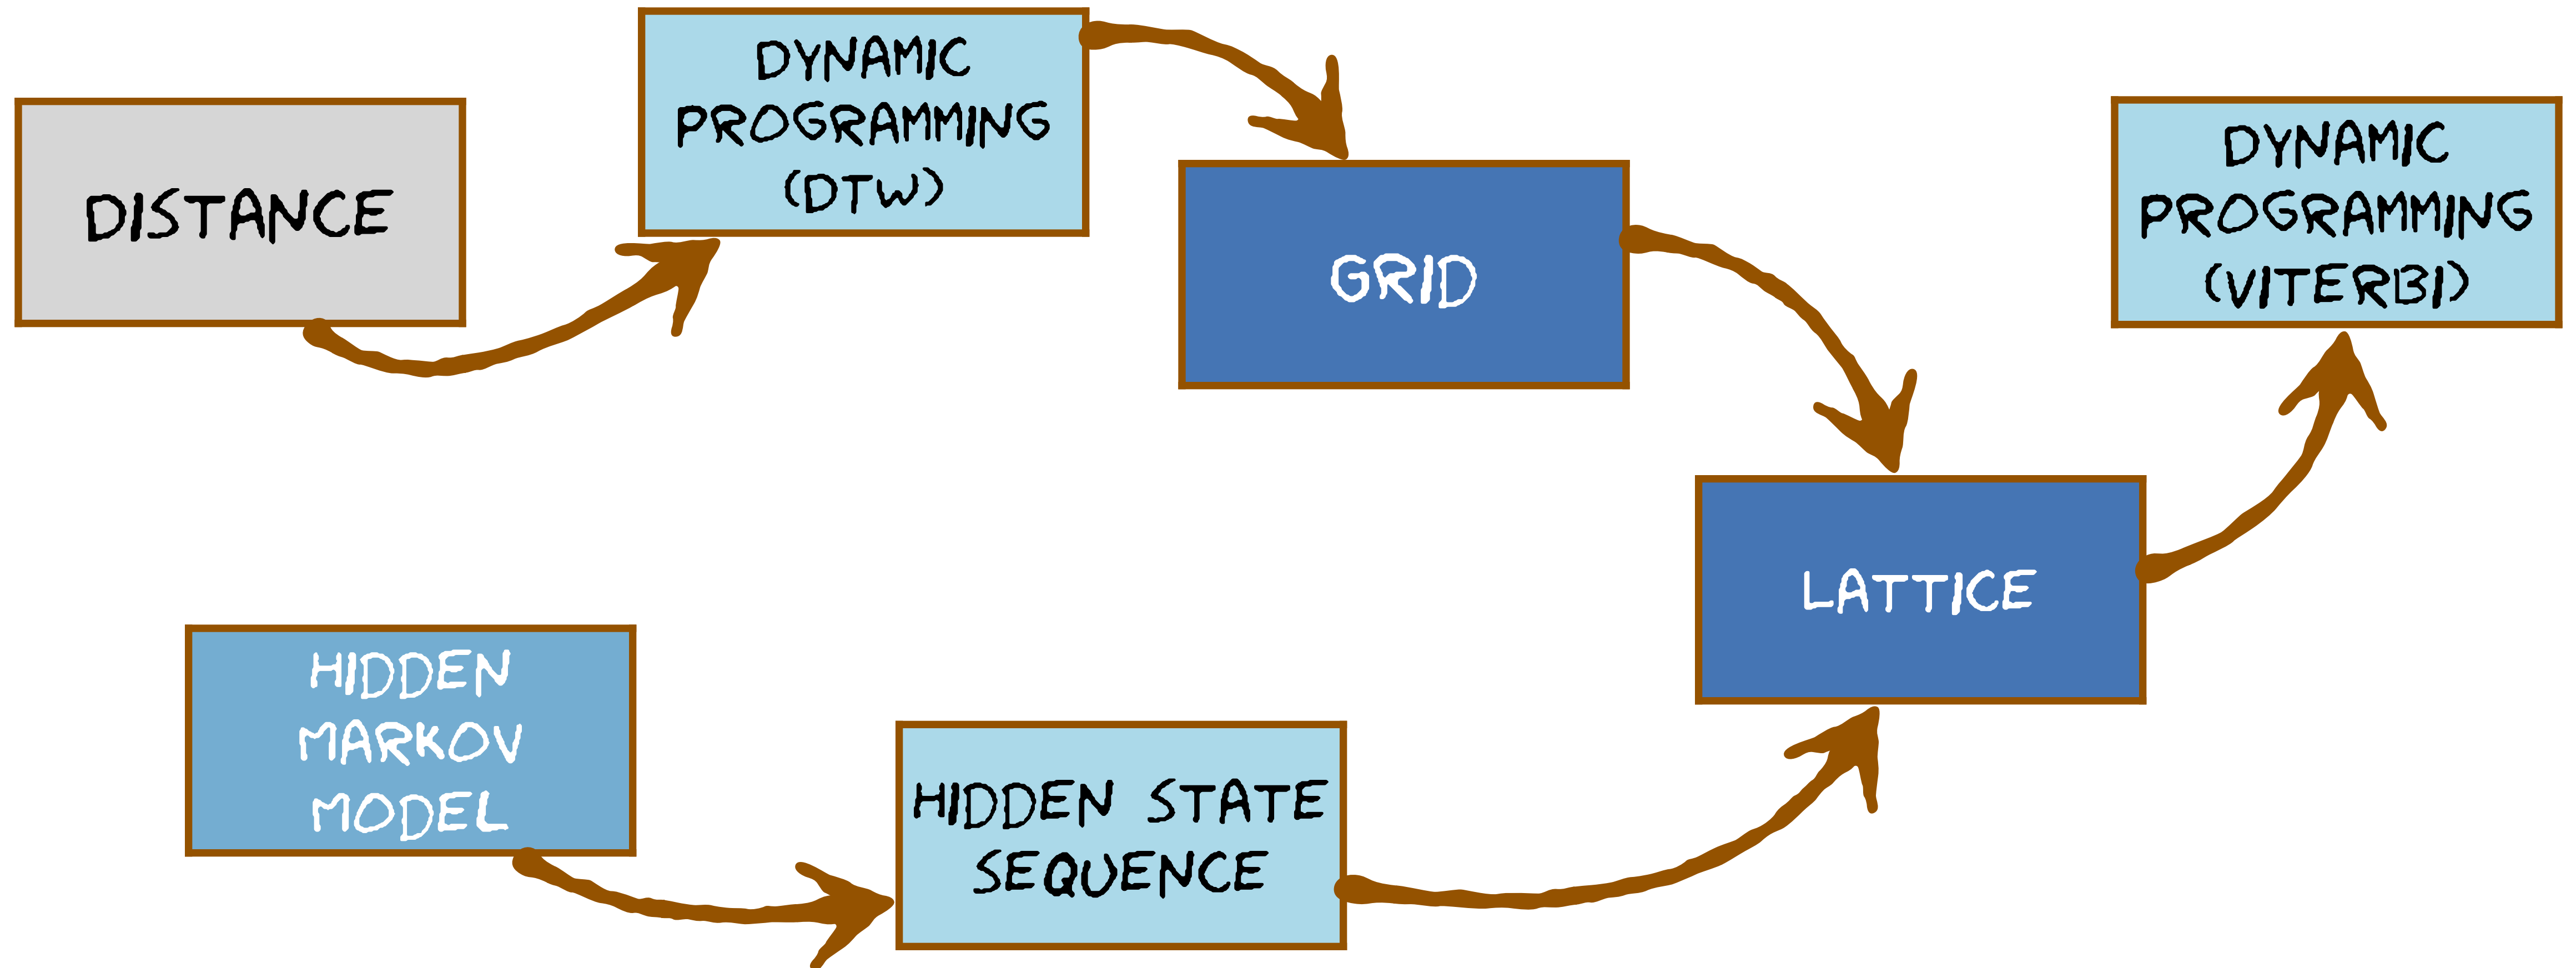 DISTANCE
DYNAMIC
PROGRAMMING
(DTW)
GRID
LATTICE
DYNAMIC
PROGRAMMING
(VITERBI)
HIDDEN
MARKOV
MODEL
HIDDEN STATE
SEQUENCE